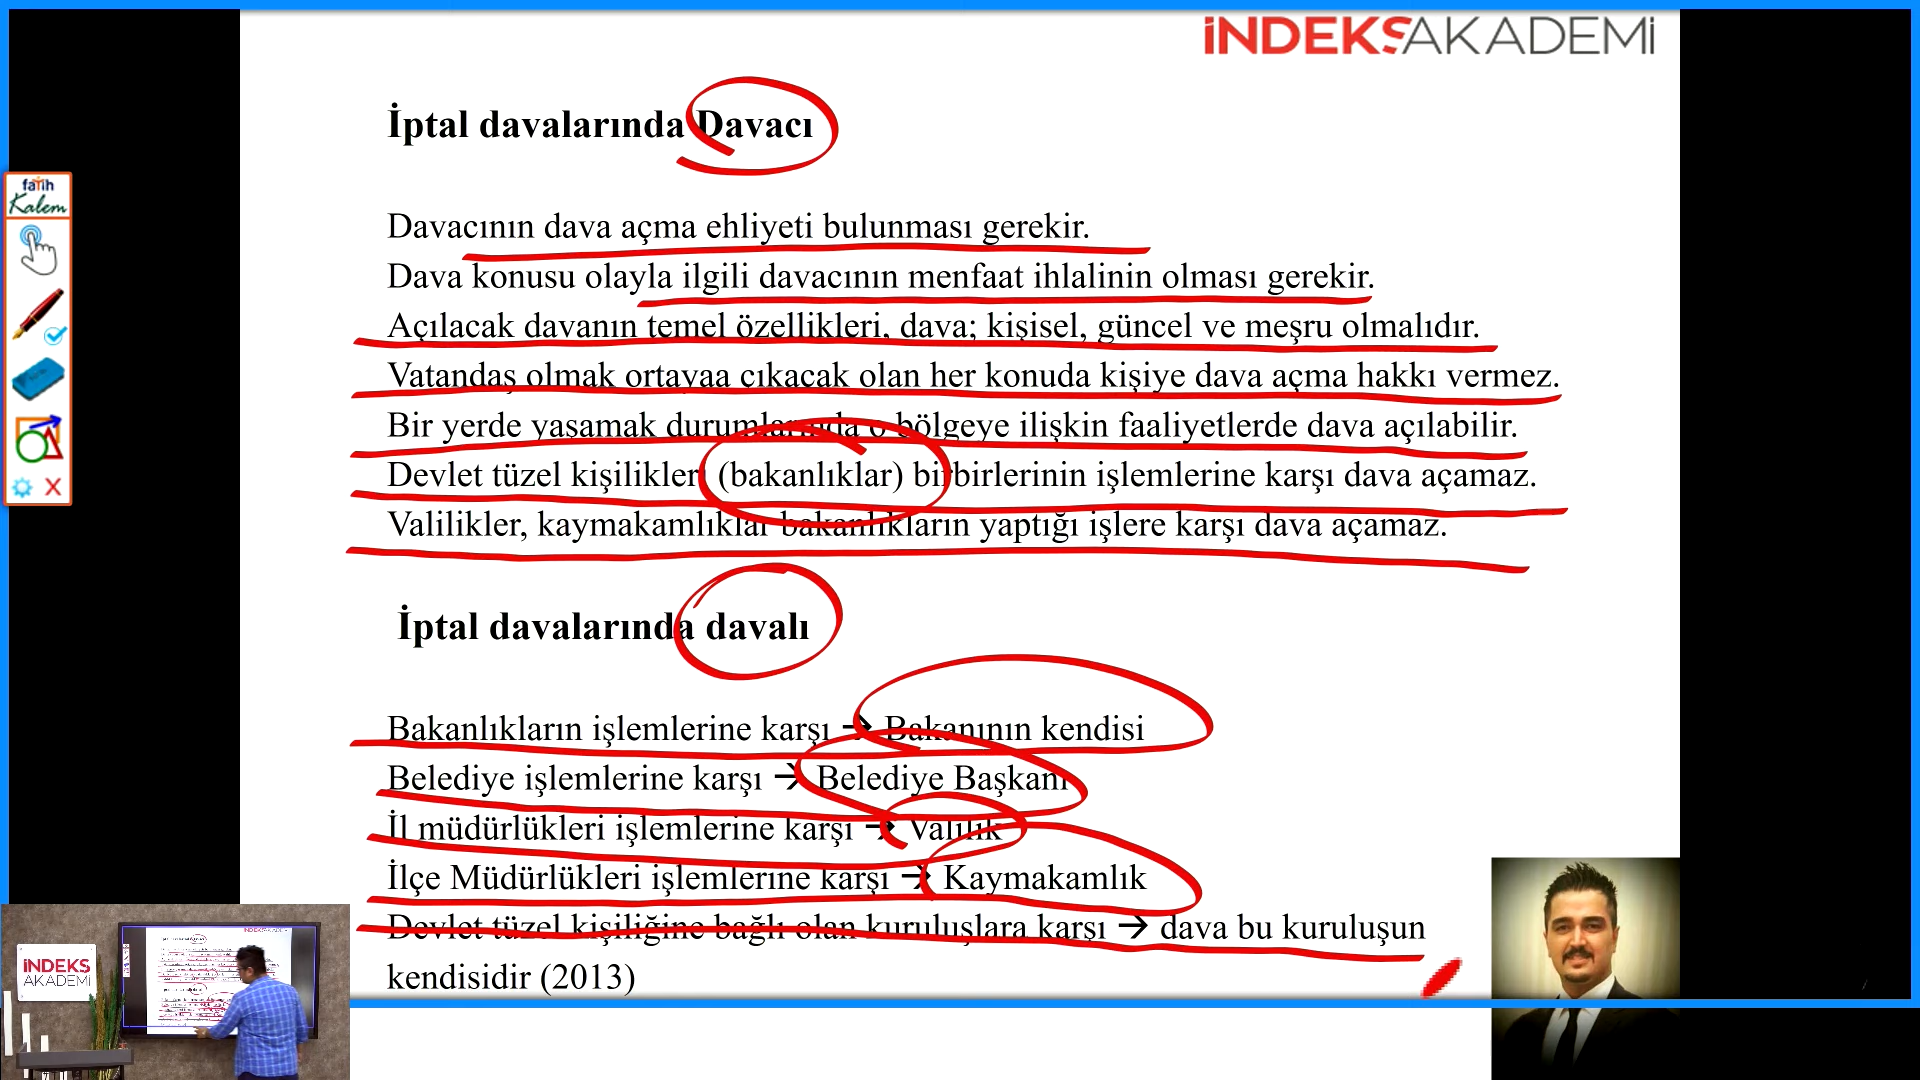 İNDEKSAKADEMİ
İptal davalarında Davacı
Davacının dava açma ehliyeti bulunması gerekir.
Dava konusu olayla ilgili davacının menfaat ihlalinin olması gerekir.
Açılacak davanın temel özellikleri, dava; kişisel, güncel ve meşru olmalıdır.
Vatandaş olmak ortayaa çıkacak olan her konuda kişiye dava açma hakkı vermez.
Bir yerde yaşamak durumlarında o bölgeye ilişkin faaliyetlerde dava açılabilir.
Devlet tüzel kişilikleri (bakanlıklar) birbirlerinin işlemlerine karşı dava açamaz.
Valilikler, kaymakamlıklar bakanlıkların yaptığı işlere karşı dava açamaz.
İptal davalarında davalı
Bakanlıkların işlemlerine karşı → Bakanının kendisi
Belediye işlemlerine karşı → Belediye Başkanı
İl müdürlükleri işlemlerine karşı → Valilik
İlçe Müdürlükleri işlemlerine karşı → Kaymakamlık
Devlet tüzel kişiliğine bağlı olan kuruluşlara karşı → dava bu kuruluşun
kendisidir (2013)
fatih
Kalem
İNDEKS
AKADEMİ